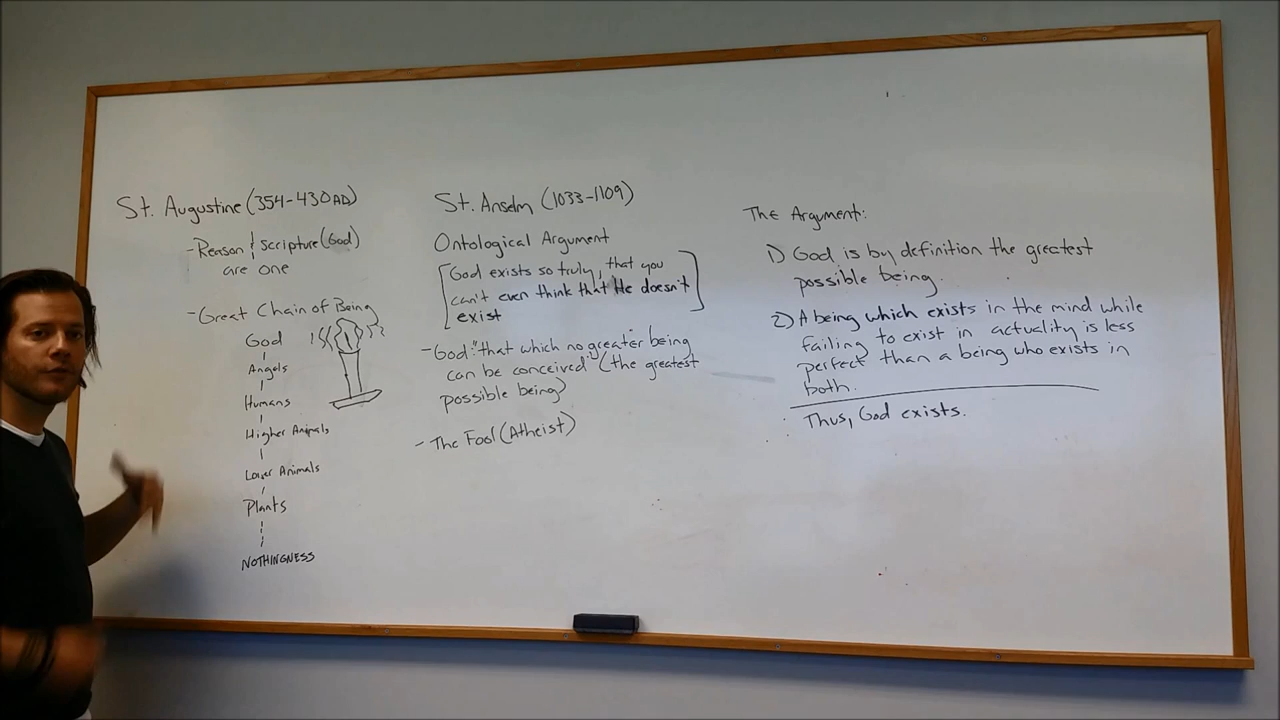 St. Augustine (354-430AD)
-Reason & Scripture (God)
are one
-Great Chain of Being
God
Angels
Humans
Higher Animals
Lower Animals
Plants
NOTHINGNESS
St. Anselm (1033-1109)
Ontological Argument
[God exists so truly, that you
can't even think that He doesn't
exist]
-God:"that which no greater being
can be conceived" (the greatest
possible being)
- The Fool (Atheist)
The Argument:
1) God is by definition the greatest
possible being.
2) A being which exists in the mind while
failing to exist in actuality is less
perfect than a being who exists in
both.
Thus, God exists.